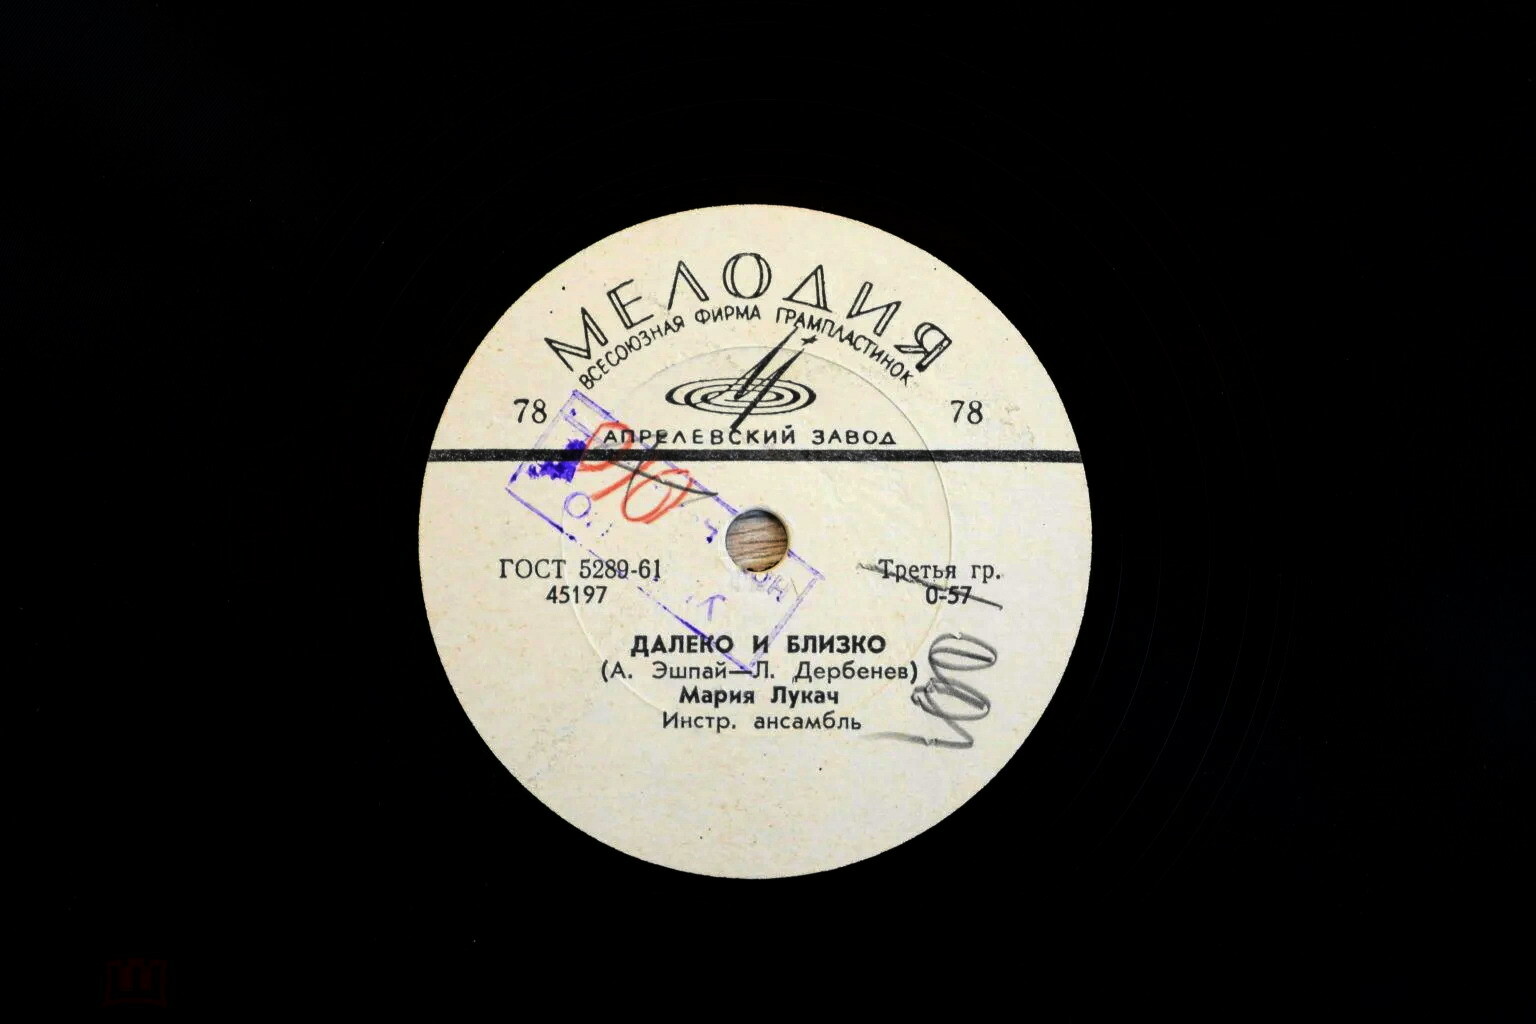 МЕЛОДИЯ
ВСЕСОЮЗНАЯ ФИРМА ГРАМПЛАСТИНОК
78 78
АПРЕЛЕВСКИЙ ЗАВОД
ГОСТ 5289-61 Третья гр.
45197 0-57
ДАЛЕКО И БЛИЗКО
(А. Эшпай—Л. Дербенев)
Мария Лукач
Инстр. ансамбль